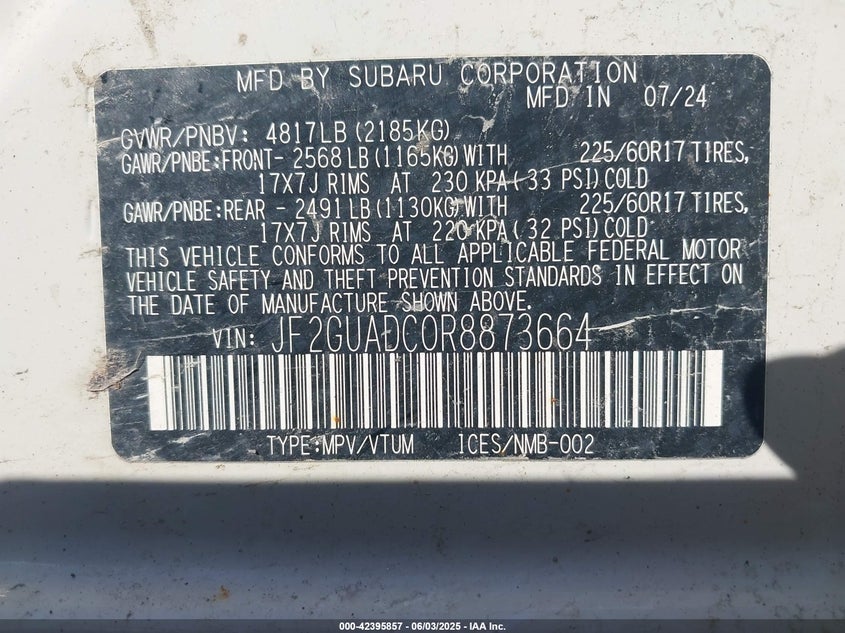 MFD BY SUBARU CORPORATION
MFD IN 07/24
GVWR/PNBV: 4817LB (2185KG)
GAWR/PNBE:FRONT- 2568LB (1165KG)WITH 225/60R17 TIRES,
17X7J RIMS AT 230 KPA( 33 PSI) COLD
GAWR/PNBE:REAR - 2491LB (1130KG)WITH 225/60R17 TIRES,
17X7J RIMS AT 220 KPA( 32 PSI) COLD
THIS VEHICLE CONFORMS TO ALL APPLICABLE FEDERAL MOTOR
VEHICLE SAFETY AND THEFT PREVENTION STANDARDS IN EFFECT ON
THE DATE OF MANUFACTURE SHOWN ABOVE.
VIN: JF2GUADC0R8873664
TYPE:MPV/VTUM ICES/NMB-002
000-42395857 - 06/03/2025 - IAA Inc.